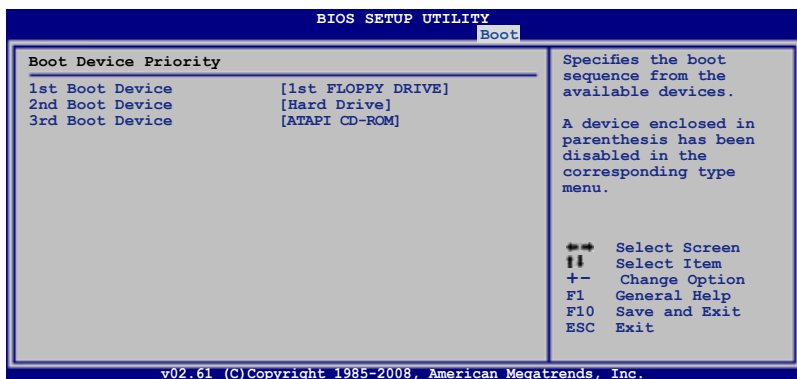 BIOS SETUP UTILITY
Boot
Boot Device Priority
1st Boot Device [1st FLOPPY DRIVE]
2nd Boot Device [Hard Drive]
3rd Boot Device [ATAPI CD-ROM]
Specifies the boot
sequence from the
available devices.
A device enclosed in
parenthesis has been
disabled in the
corresponding type
menu.
←→ Select Screen
↑↓ Select Item
+- Change Option
F1 General Help
F10 Save and Exit
ESC Exit
v02.61 (C)Copyright 1985-2008, American Megatrends, Inc.